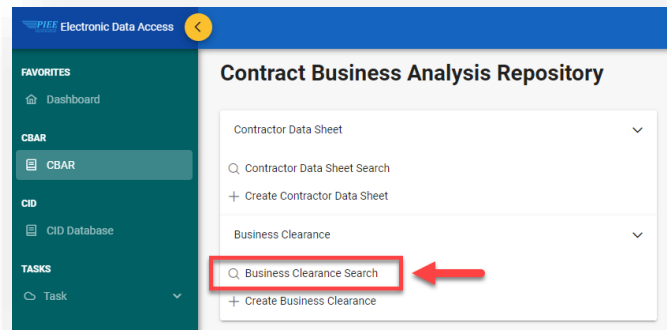 PIEE Electronic Data Access
FAVORITES
Dashboard
CBAR
CBAR
CID
CID Database
TASKS
Task
Contract Business Analysis Repository
Contractor Data Sheet
Contractor Data Sheet Search
Create Contractor Data Sheet
Business Clearance
Business Clearance Search
Create Business Clearance